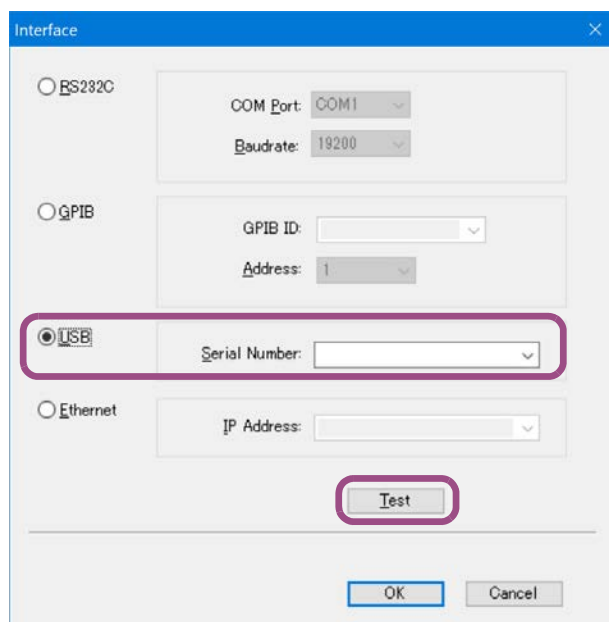 Interface
RS232C
COM Port: COM1
Baudrate: 19200
GPIB
GPIB ID:
Address: 1
USB
Serial Number:
Ethernet
IP Address:
Test
OK Cancel